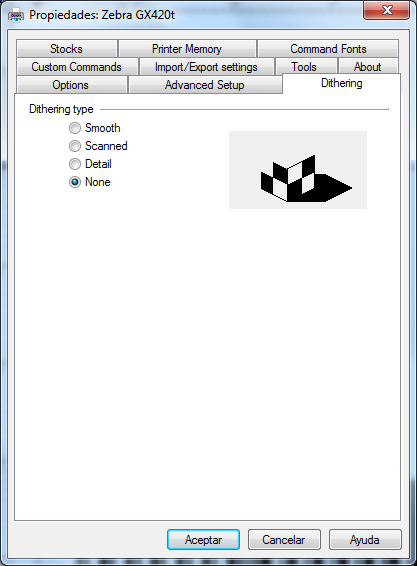 Propiedades: Zebra GX420t
Stocks Printer Memory Command Fonts
Custom Commands Import/Export settings Tools About
Options Advanced Setup Dithering
Dithering type
Smooth
Scanned
Detail
None
Aceptar Cancelar Ayuda